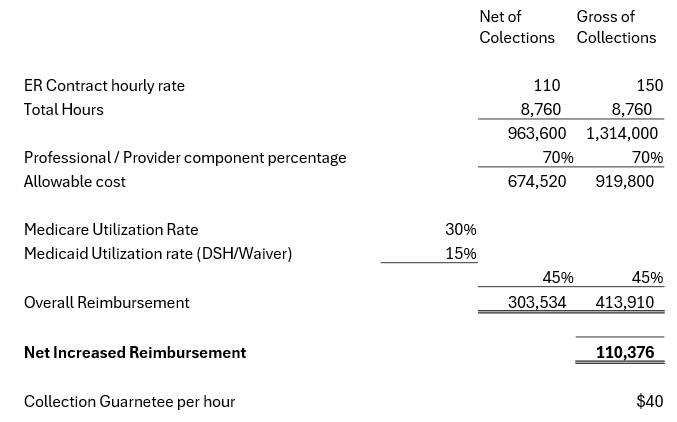 Net of Gross of
Colections Collections
ER Contract hourly rate 110 150
Total Hours 8,760 8,760
963,600 1,314,000
Professional / Provider component percentage 70% 70%
Allowable cost 674,520 919,800
Medicare Utilization Rate 30%
Medicaid Utilization rate (DSH/Waiver) 15%
45% 45%
Overall Reimbursement 303,534 413,910
Net Increased Reimbursement 110,376
Collection Guarnetee per hour $40